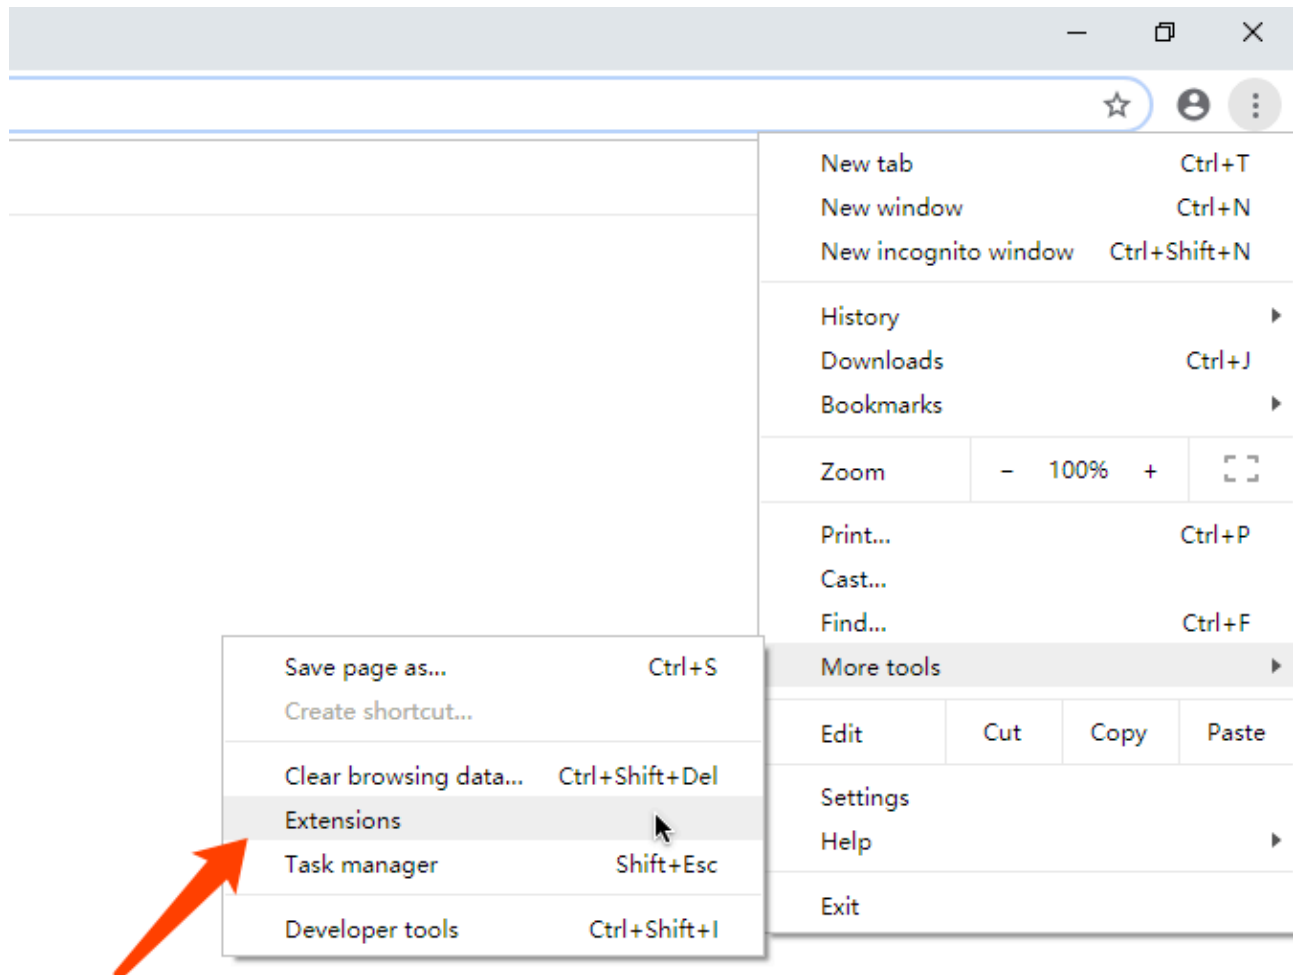 New tab Ctrl+T
New window Ctrl+N
New incognito window Ctrl+Shift+N
History
Downloads Ctrl+J
Bookmarks
Zoom - 100% +
Print... Ctrl+P
Cast...
Find... Ctrl+F
More tools
Edit Cut Copy Paste
Settings
Help
Exit
Save page as... Ctrl+S
Create shortcut...
Clear browsing data... Ctrl+Shift+Del
Extensions
Task manager Shift+Esc
Developer tools Ctrl+Shift+I